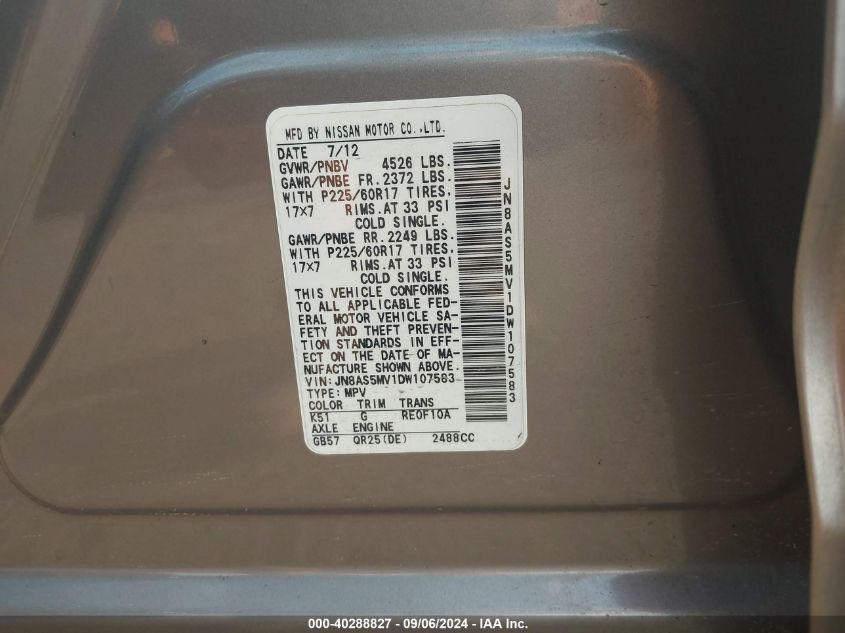 MFD BY NISSAN MOTOR CO.,LTD.
DATE 7/12
GVWR/PNBV 4526 LBS.
GAWR/PNBE FR. 2372 LBS.
WITH P225/60R17 TIRES,
17X7 RIMS.AT 33 PSI
COLD SINGLE.
GAWR/PNBE RR. 2249 LBS.
WITH P225/60R17 TIRES,
17X7 RIMS.AT 33 PSI
COLD SINGLE.
THIS VEHICLE CONFORMS
TO ALL APPLICABLE FED-
ERAL MOTOR VEHICLE SA-
FETY AND THEFT PREVEN-
TION STANDARDS IN EFF-
ECT ON THE DATE OF MA-
NUFACTURE SHOWN ABOVE.
VIN: JN8AS5MV1DW107583
TYPE: MPV
COLOR TRIM TRANS
K51 G RE0F10A
AXLE ENGINE
GB57 QR25(DE) 2488CC
JN8AS5MV1DW107583
000-40288827 - 09/06/2024 - IAA Inc.